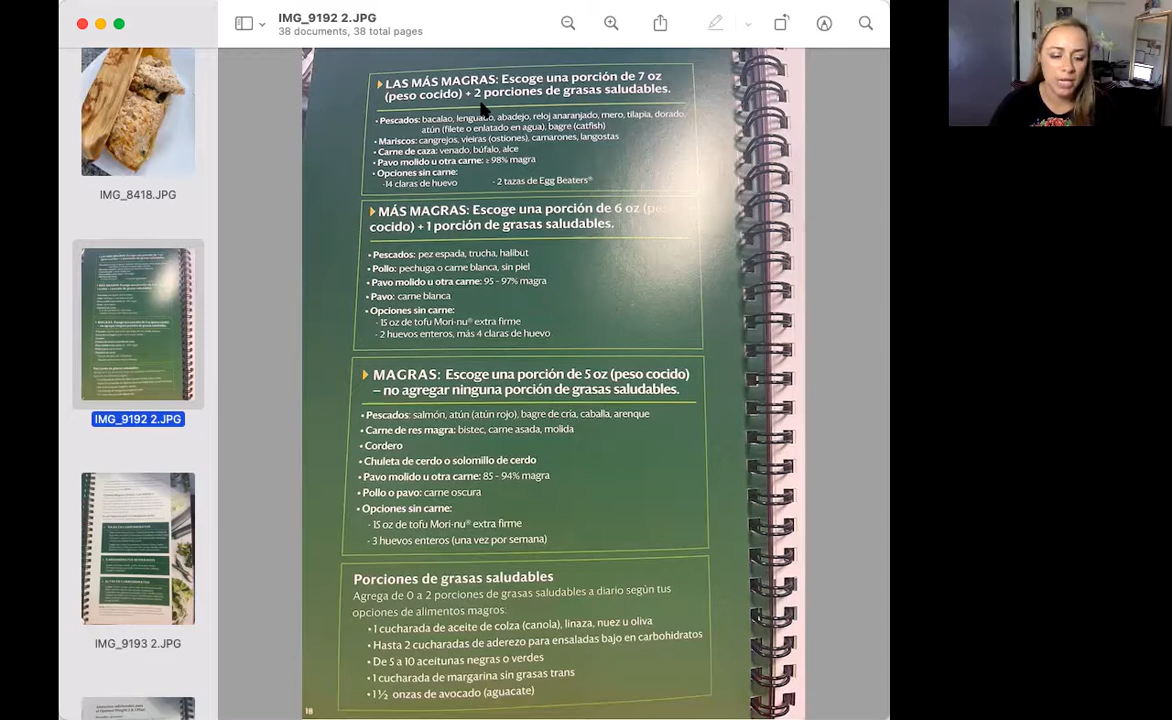 IMG_9192 2.JPG
38 documents, 38 total pages
IMG_8418.JPG
IMG_9192 2.JPG
IMG_9193 2.JPG
LAS MÁS MAGRAS: Escoge una porción de 7 oz
(peso cocido) + 2 porciones de grasas saludables.
• Pescados: bacalao, lenguado, abadejo, reloj anaranjado, mero, tilapia, dorado,
atún (filete o enlatado en agua), bagre (catfish)
• Mariscos: cangrejos, vieiras (ostiones), camarones, langostas
• Carne de caza: venado, búfalo, alce
• Pavo molido u otra carne: ≥ 98% magra
• Opciones sin carne:
-14 claras de huevo - 2 tazas de Egg Beaters®
MÁS MAGRAS: Escoge una porción de 6 oz (peso
cocido) + 1 porción de grasas saludables.
• Pescados: pez espada, trucha, halibut
• Pollo: pechuga o carne blanca, sin piel
• Pavo molido u otra carne: 95 - 97% magra
• Pavo: carne blanca
• Opciones sin carne:
- 15 oz de tofu Mori-nu® extra firme
- 2 huevos enteros, más 4 claras de huevo
MAGRAS: Escoge una porción de 5 oz (peso cocido)
– no agregar ninguna porción de grasas saludables.
• Pescados: salmón, atún (atún rojo), bagre de cría, caballa, arenque
• Carne de res magra: bistec, carne asada, molida
• Cordero
• Chuleta de cerdo o solomillo de cerdo
• Pavo molido u otra carne: 85 - 94% magra
• Pollo o pavo: carne oscura
• Opciones sin carne:
- 15 oz de tofu Mori-nu® extra firme
- 3 huevos enteros (una vez por semana)
Porciones de grasas saludables
Agrega de 0 a 2 porciones de grasas saludables a diario según tus
opciones de alimentos magros:
• 1 cucharada de aceite de colza (canola), linaza, nuez u oliva
• Hasta 2 cucharadas de aderezo para ensaladas bajo en carbohidratos
• De 5 a 10 aceitunas negras o verdes
• 1 cucharada de margarina sin grasas trans
• 1 ½ onzas de avocado (aguacate)
18